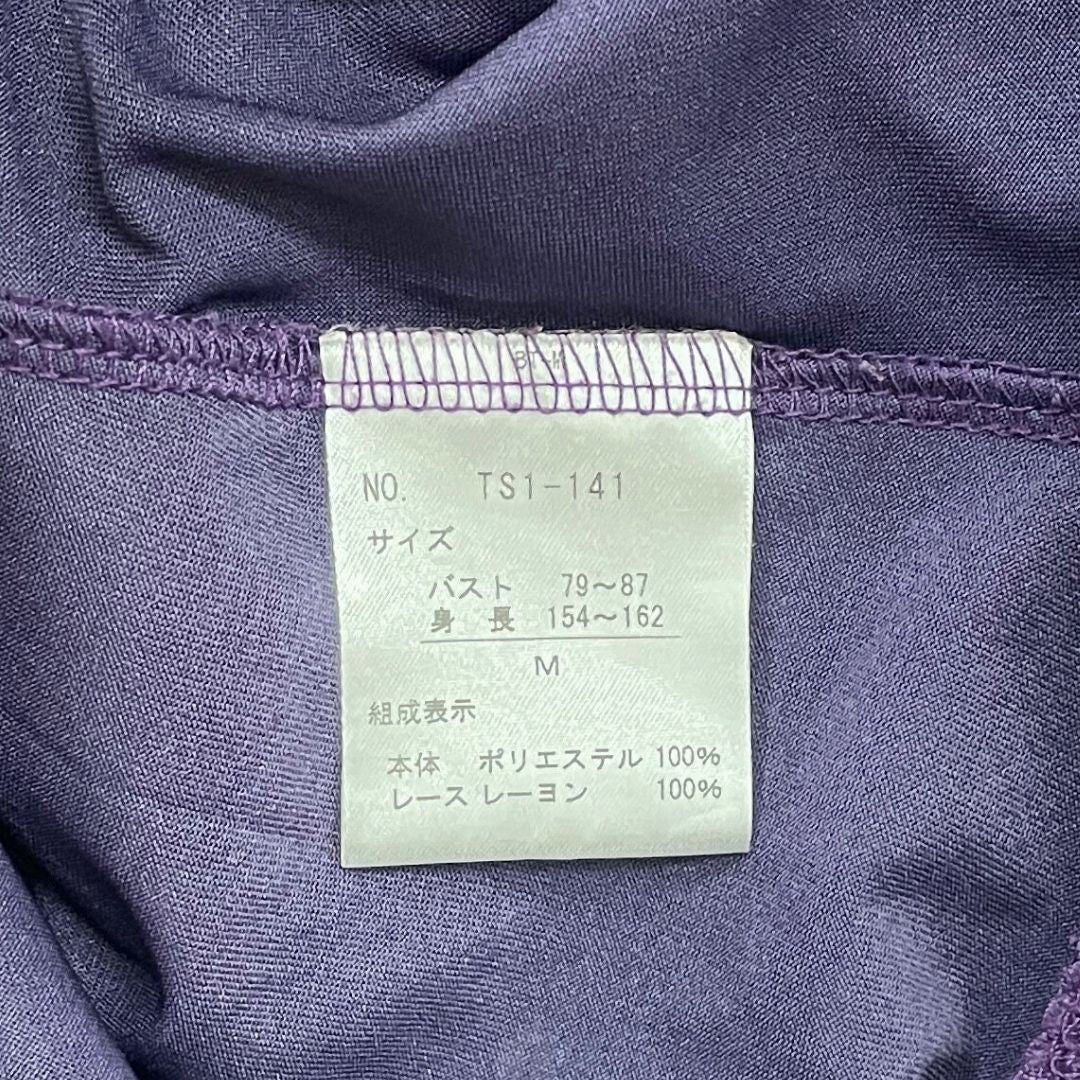 NO. TS1-141
サイズ
バスト 79～87
身長 154～162
M
組成表示
本体 ポリエステル 100%
レース レーヨン 100%